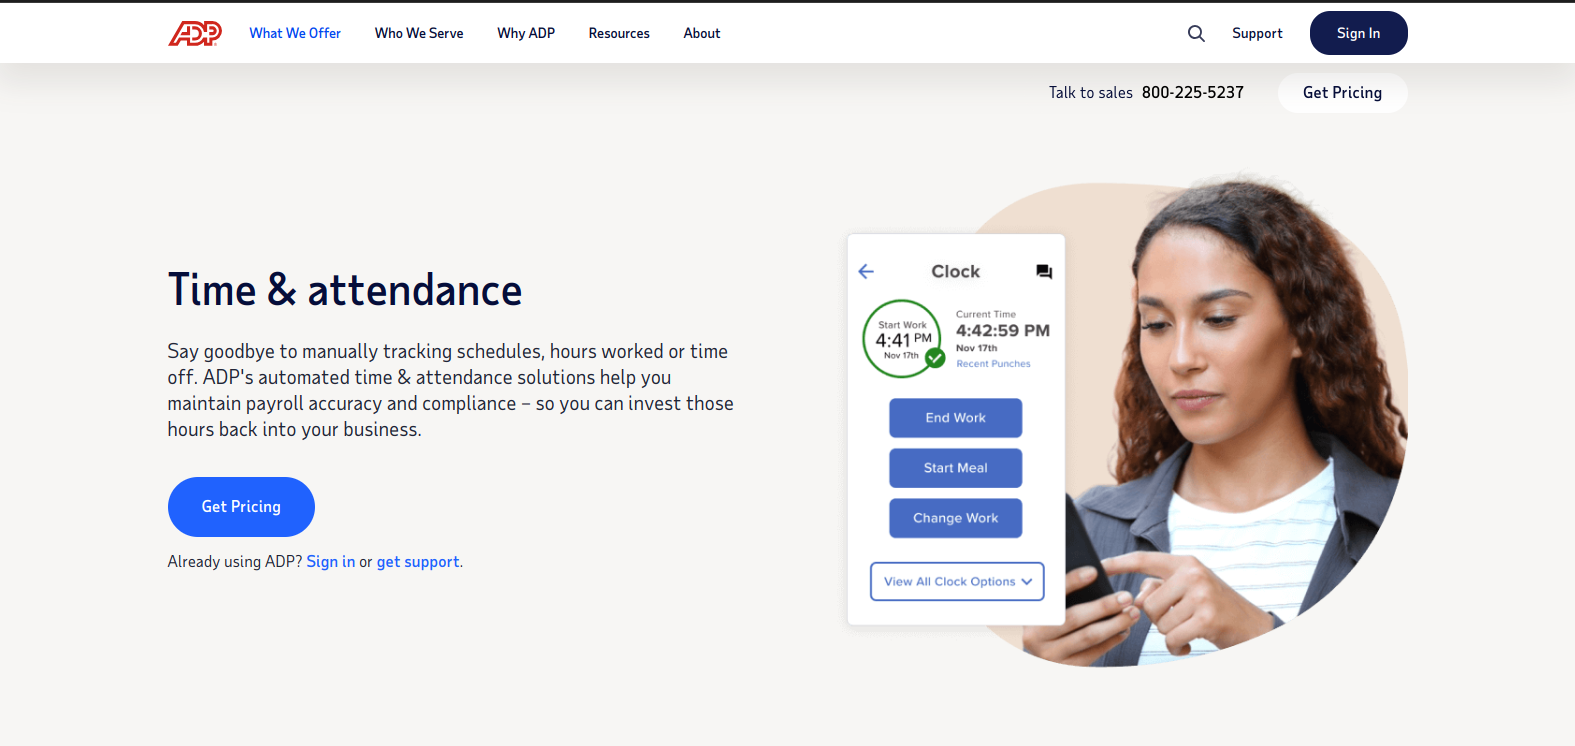 ADP
What We Offer
Who We Serve
Why ADP
Resources
About
Support
Sign In
Talk to sales 800-225-5237
Get Pricing
Time & attendance
Say goodbye to manually tracking schedules, hours worked or time
off. ADP's automated time & attendance solutions help you
maintain payroll accuracy and compliance – so you can invest those
hours back into your business.
Get Pricing
Already using ADP? Sign in or get support.
Clock
Start Work
4:41 PM
Nov 17th
Current Time
4:42:59 PM
Nov 17th
Recent Punches
End Work
Start Meal
Change Work
View All Clock Options